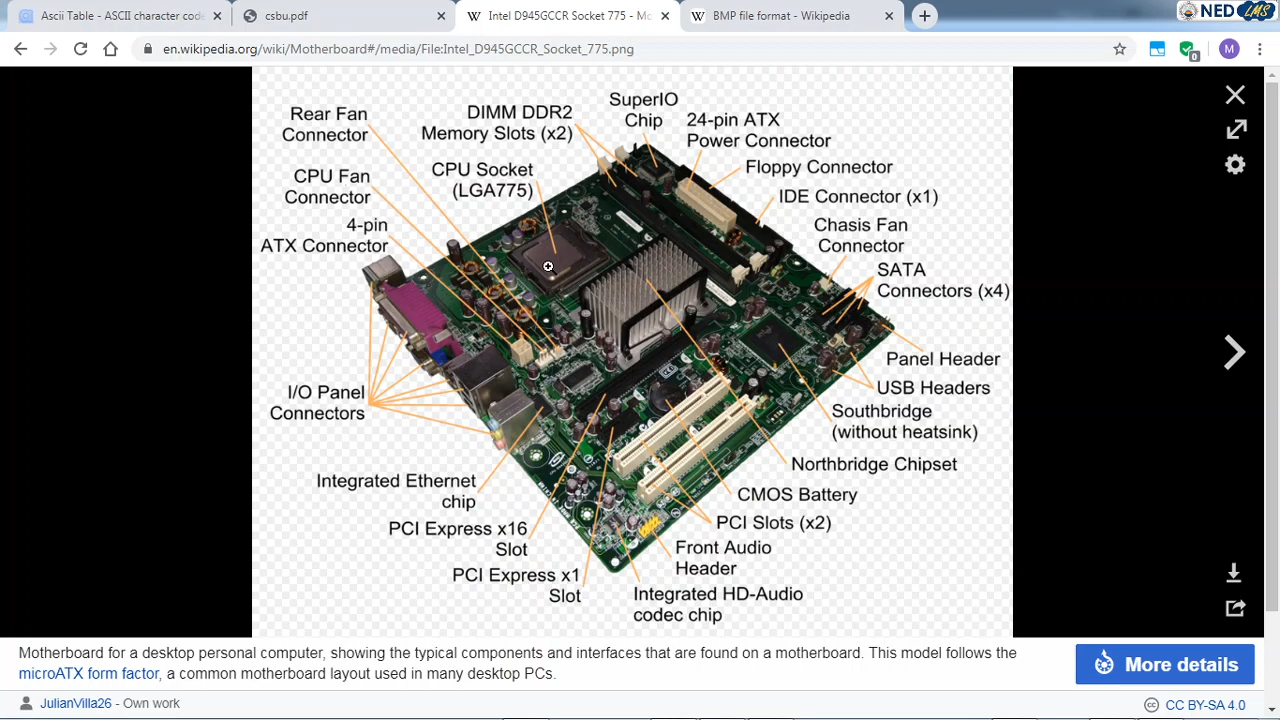 Ascii Table - ASCII character cod
csbu.pdf
Intel D945GCCR Socket 775 - Mo
BMP file format - Wikipedia
NED LMS
en.wikipedia.org/wiki/Motherboard#/media/File:Intel_D945GCCR_Socket_775.png
0
M
Rear Fan
Connector
DIMM DDR2
Memory Slots (x2)
SuperIO
Chip
24-pin ATX
Power Connector
CPU Fan
Connector
CPU Socket
(LGA775)
Floppy Connector
IDE Connector (x1)
4-pin
ATX Connector
Chasis Fan
Connector
SATA
Connectors (x4)
Panel Header
USB Headers
I/O Panel
Connectors
Southbridge
(without heatsink)
Northbridge Chipset
Integrated Ethernet
chip
CMOS Battery
PCI Express x16
Slot
PCI Slots (x2)
Front Audio
Header
PCI Express x1
Slot
Integrated HD-Audio
codec chip
Motherboard for a desktop personal computer, showing the typical components and interfaces that are found on a motherboard. This model follows the
microATX form factor, a common motherboard layout used in many desktop PCs.
More details
JulianVilla26 - Own work
CC BY-SA 4.0